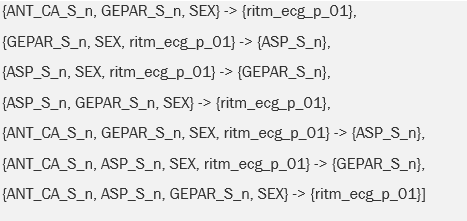 {ANT_CA_S_n, GEPAR_S_n, SEX} -> {ritm_ecg_p_01},
{GEPAR_S_n, SEX, ritm_ecg_p_01} -> {ASP_S_n},
{ASP_S_n, SEX, ritm_ecg_p_01} -> {GEPAR_S_n},
{ASP_S_n, GEPAR_S_n, SEX} -> {ritm_ecg_p_01},
{ANT_CA_S_n, GEPAR_S_n, SEX, ritm_ecg_p_01} -> {ASP_S_n},
{ANT_CA_S_n, ASP_S_n, SEX, ritm_ecg_p_01} -> {GEPAR_S_n},
{ANT_CA_S_n, ASP_S_n, GEPAR_S_n, SEX} -> {ritm_ecg_p_01}]